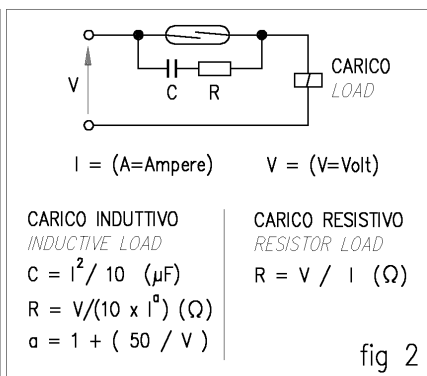 CARICO
LOAD
V
C R
I = (A=Ampere) V = (V=Volt)
CARICO INDUTTIVO
INDUCTIVE LOAD
C = I²/ 10 (µF)
R = V/(10 x Iᵃ) (Ω)
a = 1 + ( 50 / V )
CARICO RESISTIVO
RESISTOR LOAD
R = V / I (Ω)
fig 2